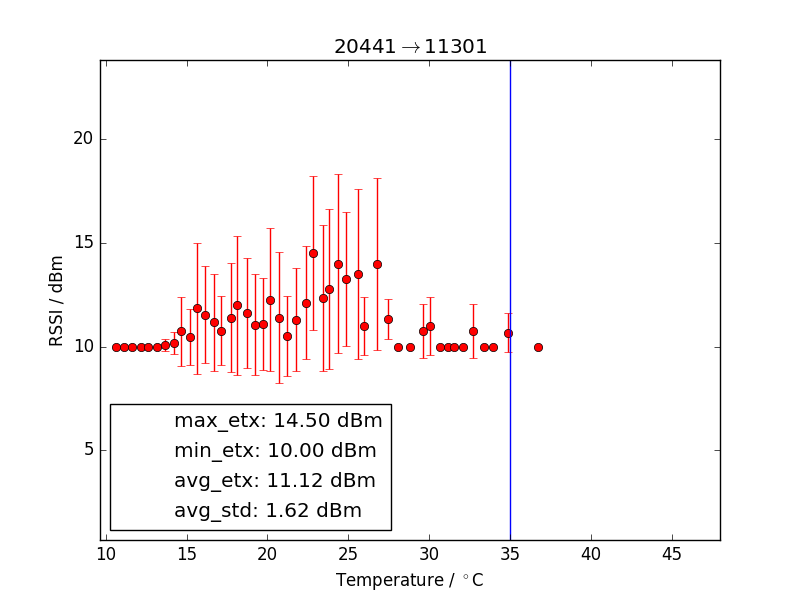 20441→11301
20
15
10
5
RSSI / dBm
max_etx: 14.50 dBm
min_etx: 10.00 dBm
avg_etx: 11.12 dBm
avg_std: 1.62 dBm
10 15 20 25 30 35 40 45
Temperature / °C